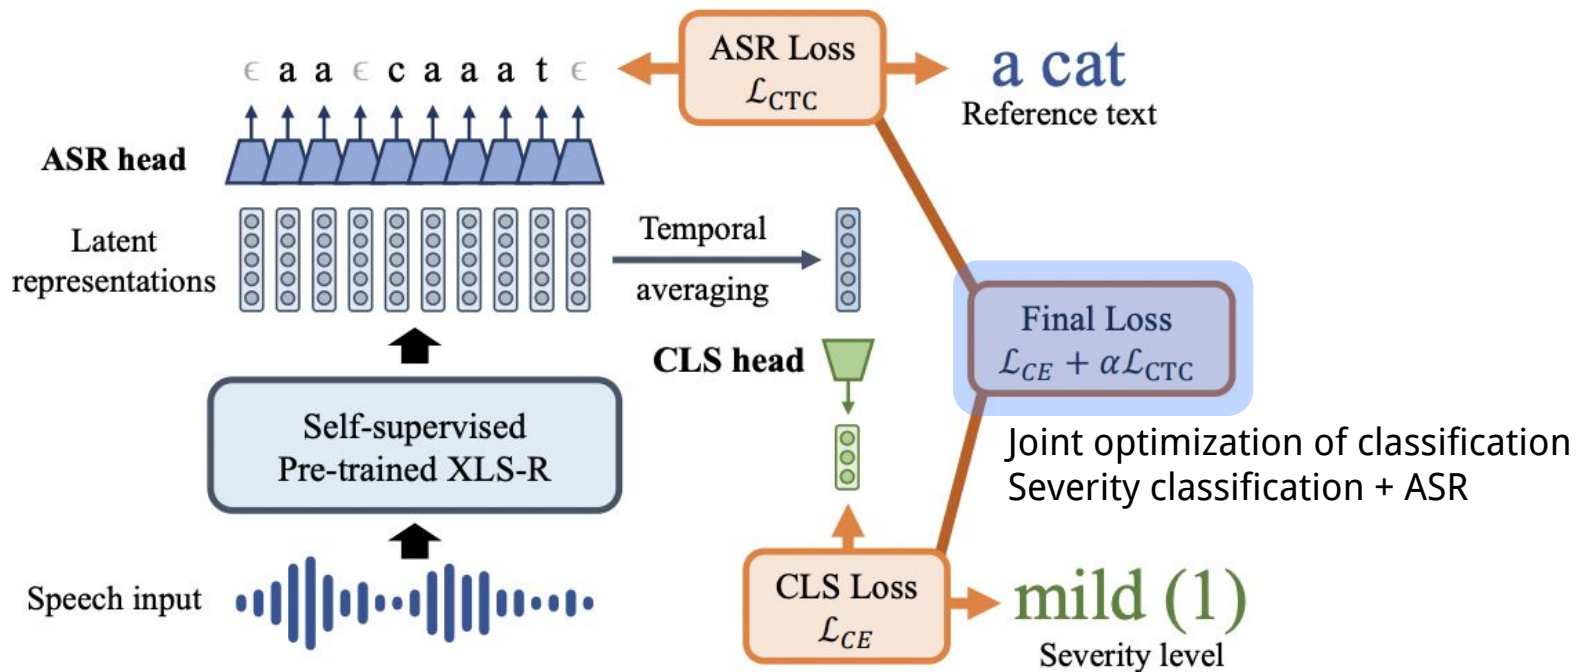 ϵ a a ϵ c a a a t ϵ
ASR Loss
ℒCTC
a cat
Reference text
ASR head
Latent
representations
Temporal
averaging
CLS head
Final Loss
ℒCE + αℒCTC
Self-supervised
Pre-trained XLS-R
Joint optimization of classification
Severity classification + ASR
Speech input
CLS Loss
ℒCE
mild (1)
Severity level